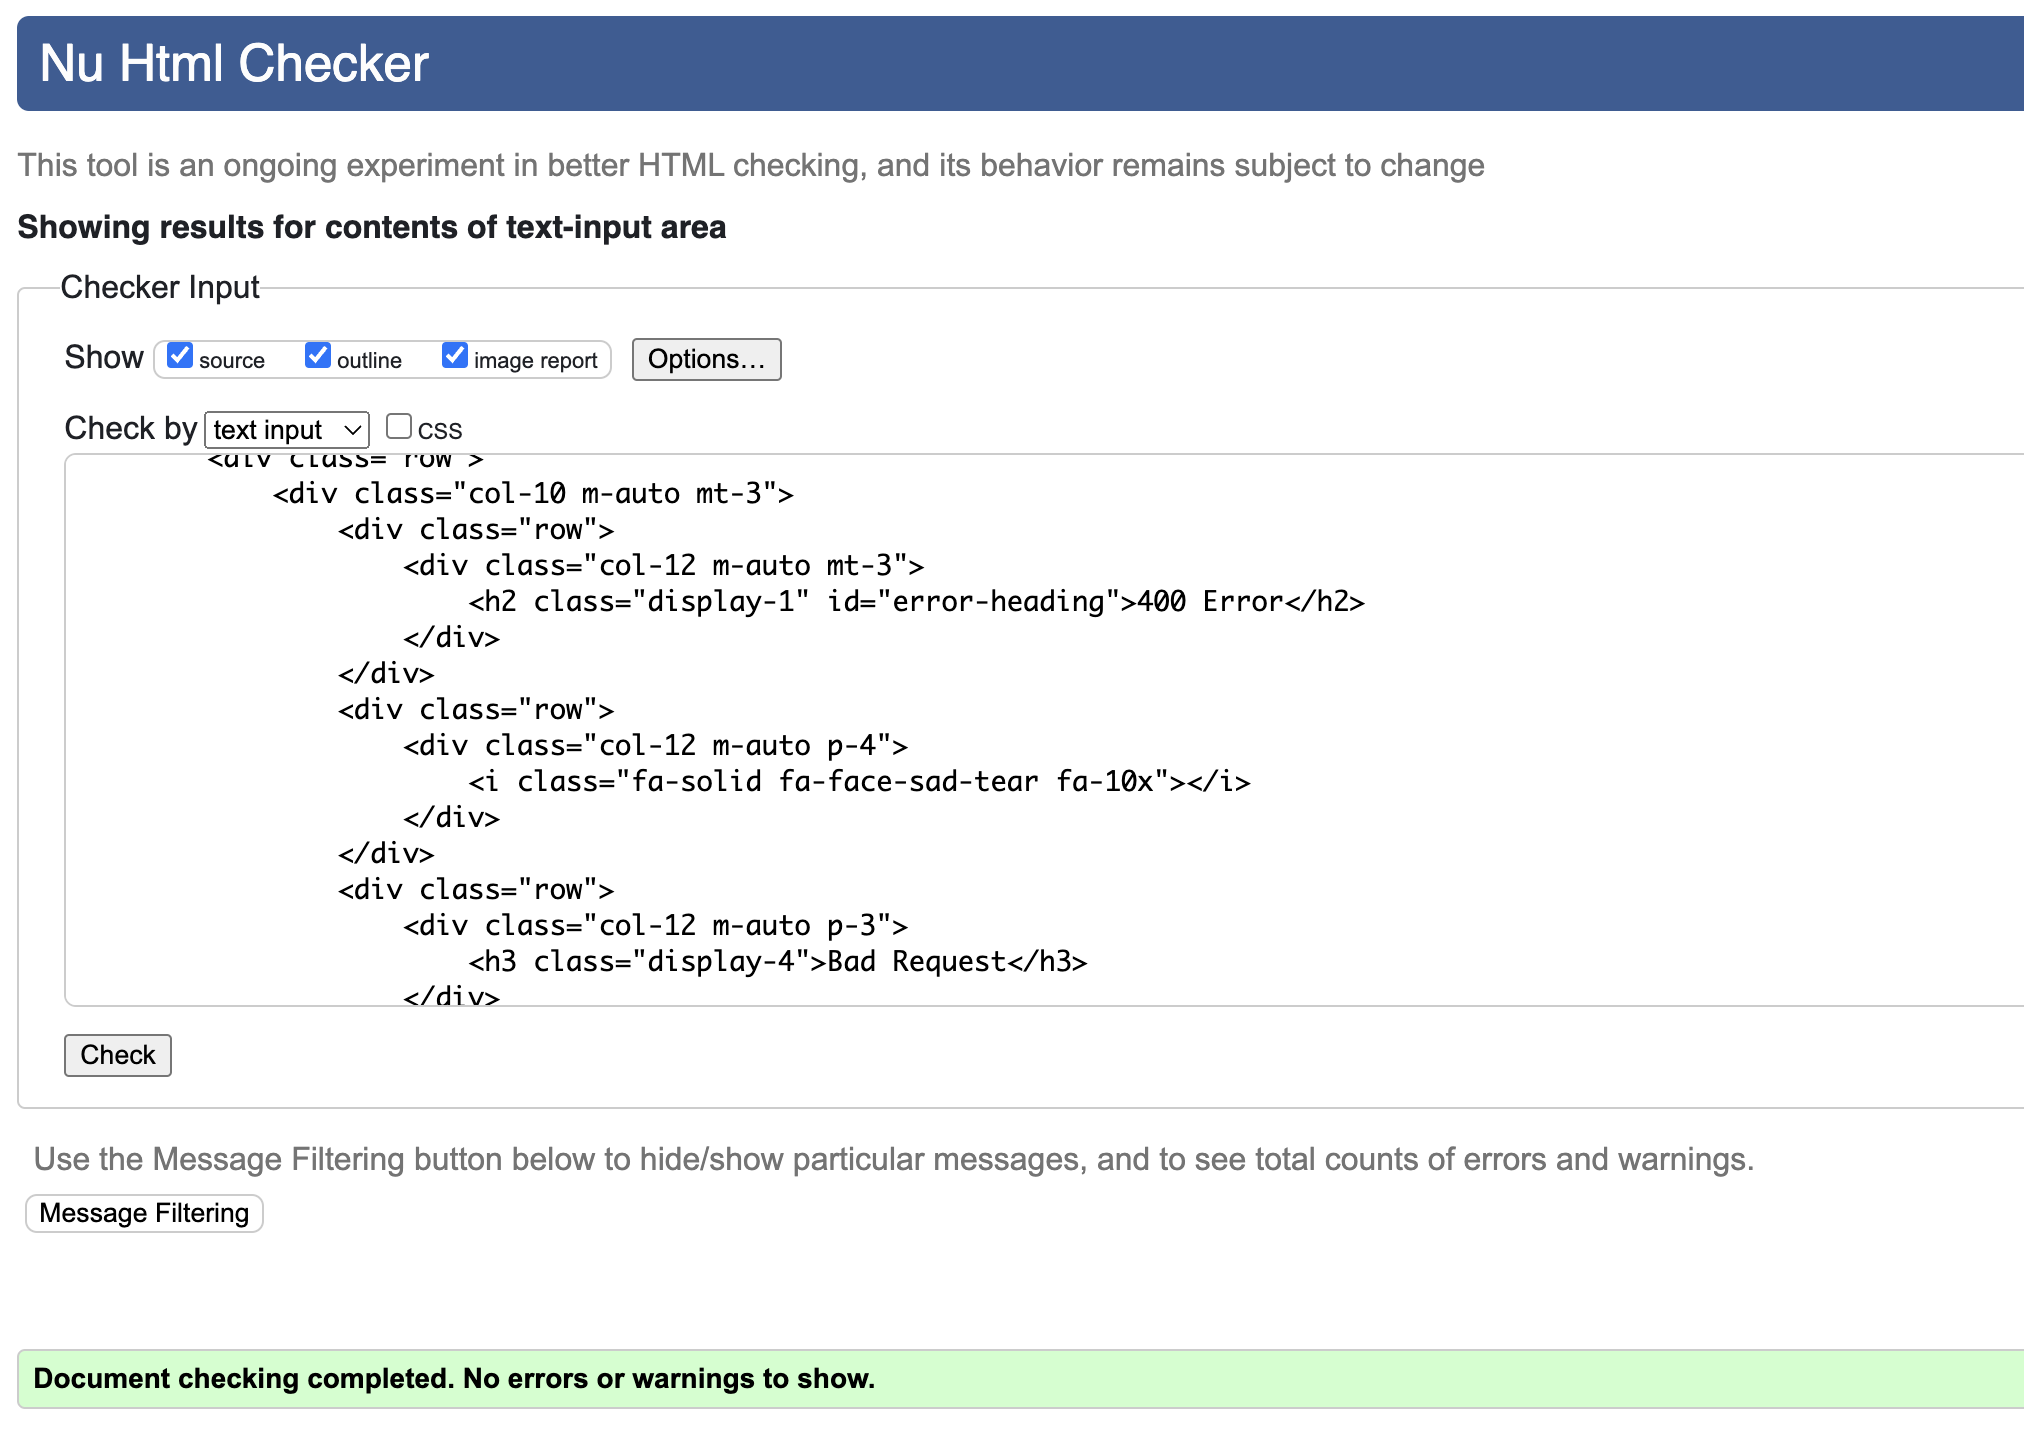 Nu Html Checker
This tool is an ongoing experiment in better HTML checking, and its behavior remains subject to change
Showing results for contents of text-input area
Checker Input
Show source outline image report Options…
Check by text input css
<div class="row">
<div class="col-10 m-auto mt-3">
<div class="row">
<div class="col-12 m-auto mt-3">
<h2 class="display-1" id="error-heading">400 Error</h2>
</div>
</div>
<div class="row">
<div class="col-12 m-auto p-4">
<i class="fa-solid fa-face-sad-tear fa-10x"></i>
</div>
</div>
<div class="row">
<div class="col-12 m-auto p-3">
<h3 class="display-4">Bad Request</h3>
</div>
Check
Use the Message Filtering button below to hide/show particular messages, and to see total counts of errors and warnings.
Message Filtering
Document checking completed. No errors or warnings to show.